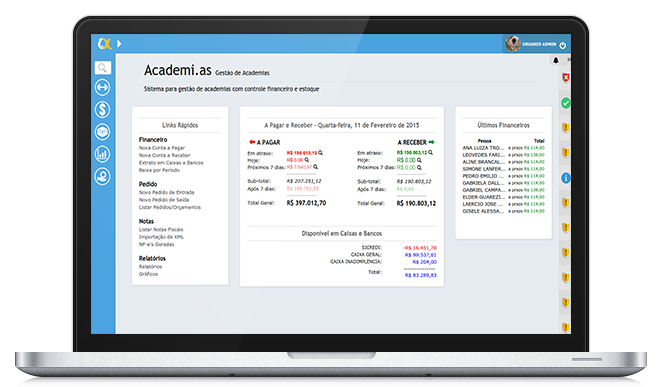 USUARIO ADMIN
Academi.as Gestão de Academias
Sistema para gestão de academias com controle financeiro e estoque
Links Rápidos
Financeiro
Nova Conta a Pagar
Nova Conta a Receber
Extrato em Caixas e Bancos
Baixa por Período
Pedido
Novo Pedido de Entrada
Novo Pedido de Saída
Listar Pedidos/Orçamentos
Notas
Listar Notas Fiscais
Importação de XML
NF-e's Geradas
Relatórios
Relatórios
Gráficos
A Pagar e Receber - Quarta-feira, 11 de Fevereiro de 2015
A PAGAR
Em atraso: R$ 199.610,15
Hoje: R$ 0,00
Próximos 7 dias: R$ 7.640,97
Sub-total: R$ 207.251,12
Após 7 dias: R$ 189.761,58
Total Geral: R$ 397.012,70
A RECEBER
Em atraso: R$ 190.803,12
Hoje: R$ 0,00
Próximos 7 dias: R$ 0,00
Sub-total: R$ 190.803,12
Após 7 dias: R$ 0,00
Total Geral: R$ 190.803,12
Disponível em Caixas e Bancos
SICREDI: -R$ 16.451,78
CAIXA GERAL: R$ 99.537,61
CAIXA INADIMPLENCIA: R$ 204,00
Total: R$ 83.289,83
Últimos Financeiros
Pessoa Total
ANA LUIZA TRO... a prazo R$ 114,00
LEOVEDES FARI... a prazo R$ 138,00
ALINE BRANCAL... a prazo R$ 114,00
SIMONE LANFER... a prazo R$ 114,00
PEDRO EMILIO ... a prazo R$ 114,00
GABRIELA DALL... a prazo R$ 114,00
GABRIEL CAMPA... a prazo R$ 138,00
ELDER GUAREZI... a prazo R$ 114,00
LAERCIO JOSE ... a prazo R$ 114,00
GISELE ALESSA... a prazo R$ 114,00